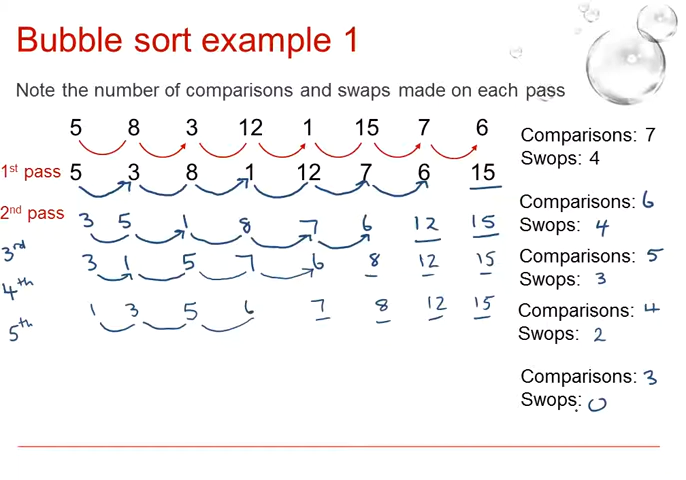 Bubble sort example 1
Note the number of comparisons and swaps made on each pass
5 8 3 12 1 15 7 6
Comparisons: 7
Swops: 4
1st pass 5 3 8 1 12 7 6 15
Comparisons: 6
Swops: 4
2nd pass 3 5 1 8 7 6 12 15
Comparisons: 5
Swops: 3
3rd 3 1 5 7 6 8 12 15
4th 1 3 5 6 7 8 12 15
Comparisons: 4
Swops: 2
5th
Comparisons: 3
Swops: 0